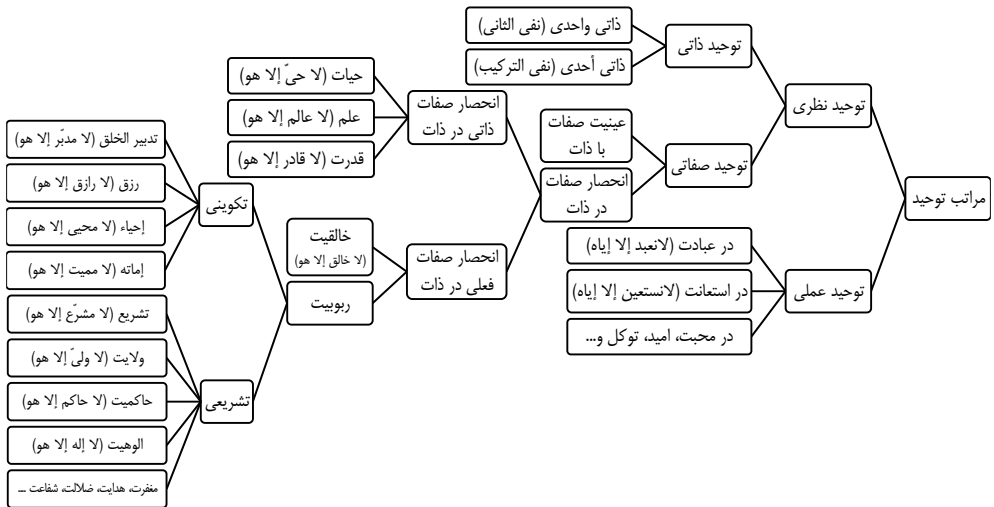 مراتب توحید
توحید نظری
توحید ذاتی
ذاتی واحدی (نفی الثانی)
ذاتی أحدی (نفی الترکیب)
توحید صفاتی
عینیت صفات
با ذات
انحصار صفات
در ذات
انحصار صفات
ذاتی در ذات
حیات (لا حیّ إلا هو)
علم (لا عالم إلا هو)
قدرت (لا قادر إلا هو)
انحصار صفات
فعلی در ذات
خالقیت
(لا خالق إلا هو)
ربوبیت
تکوینی
تدبیر الخلق (لا مدبّر إلا هو)
رزق (لا رازق إلا هو)
إحیاء (لا محیی إلا هو)
إماته (لا ممیت إلا هو)
تشریعی
تشریع (لا مشرّع إلا هو)
ولایت (لا ولیّ إلا هو)
حاکمیت (لا حاکم إلا هو)
الوهیت (لا إله إلا هو)
مغفرت، هدایت، ضلالت، شفاعت ...
توحید عملی
در عبادت (لانعبد إلا إیاه)
در استعانت (لانستعین إلا إیاه)
در محبت، امید، توکل و...